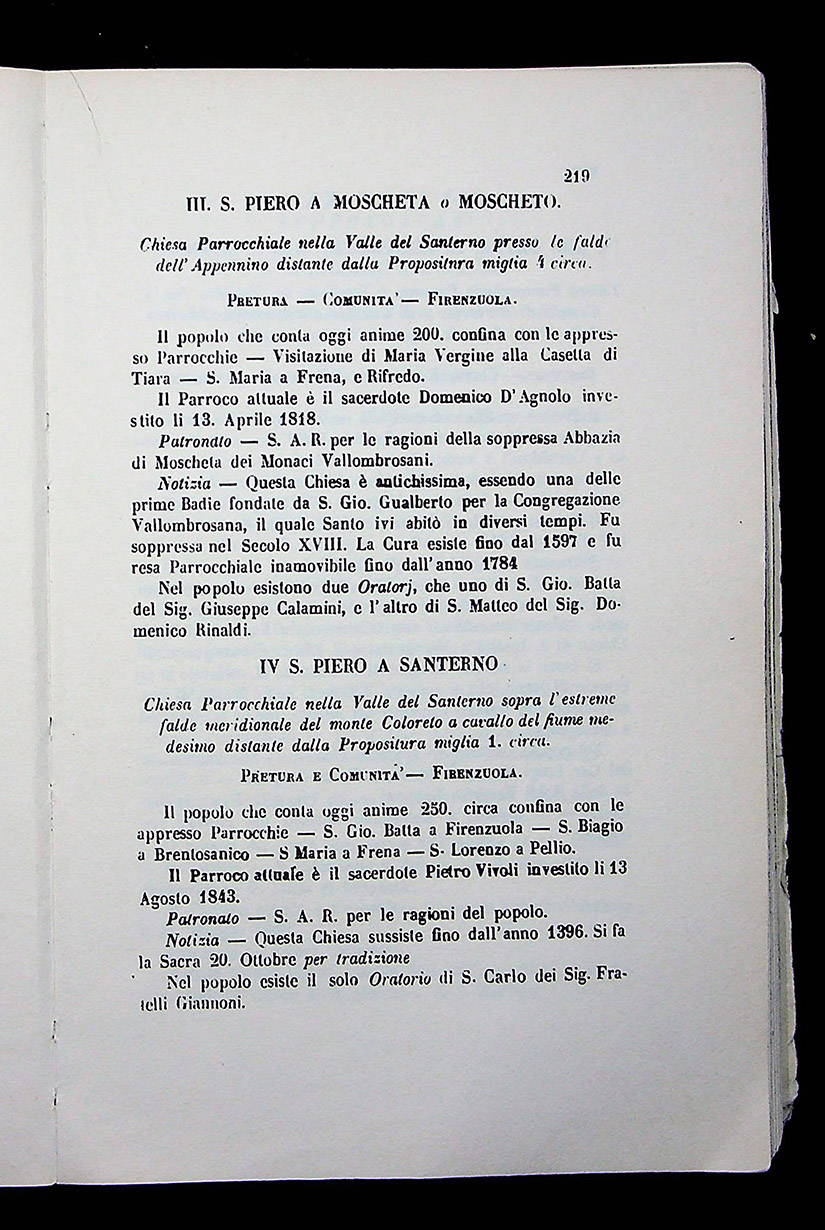 219
III. S. PIERO A MOSCHETA o MOSCHETO.
Chiesa Parrocchiale nella Valle del Santerno presso le falde
dell' Appennino distante dalla Propositnra miglia 4 circa.
PRETURA — COMUNITA' — FIRENZUOLA.
Il popolo che conta oggi anime 200. confina con le appres-
so Parrocchie — Visitazione di Maria Vergine alla Casetta di
Tiara — S. Maria a Frena, e Rifredo.
Il Parroco attuale è il sacerdote Domenico D' Agnolo inve-
stito li 13. Aprile 1818.
Patronato — S. A. R. per le ragioni della soppressa Abbazia
di Moscheta dei Monaci Vallombrosani.
Notizia — Questa Chiesa è antichissima, essendo una delle
prime Badie fondate da S. Gio. Gualberto per la Congregazione
Vallombrosana, il quale Santo ivi abitò in diversi tempi. Fu
soppressa nel Secolo XVIII. La Cura esiste fino dal 1597 e fu
resa Parrocchiale inamovibile fino dall' anno 1784
Nel popolo esistono due Oratorj, che uno di S. Gio. Batta
del Sig. Giuseppe Calamini, e l' altro di S. Matteo del Sig. Do-
menico Rinaldi.
IV S. PIERO A SANTERNO
Chiesa Parrocchiale nella Valle del Santerno sopra l' estreme
falde meridionale del monte Coloreto a cavallo del fiume me-
desimo distante dalla Propositura miglia 1. circa.
PRETURA E COMUNITA' — FIRENZUOLA.
Il popolo che conta oggi anime 250. circa confina con le
appresso Parrocchie — S. Gio. Batta a Firenzuola — S. Biagio
a Brentosanico — S Maria a Frena — S. Lorenzo a Pellio.
Il Parroco attuale è il sacerdote Pietro Vivoli investito li 13
Agosto 1843.
Patronato — S. A. R. per le ragioni del popolo.
Notizia — Questa Chiesa sussiste fino dall' anno 1396. Si fa
la Sacra 20. Ottobre per tradizione
Nel popolo esiste il solo Oratorio di S. Carlo dei Sig. Fra-
telli Giannoni.